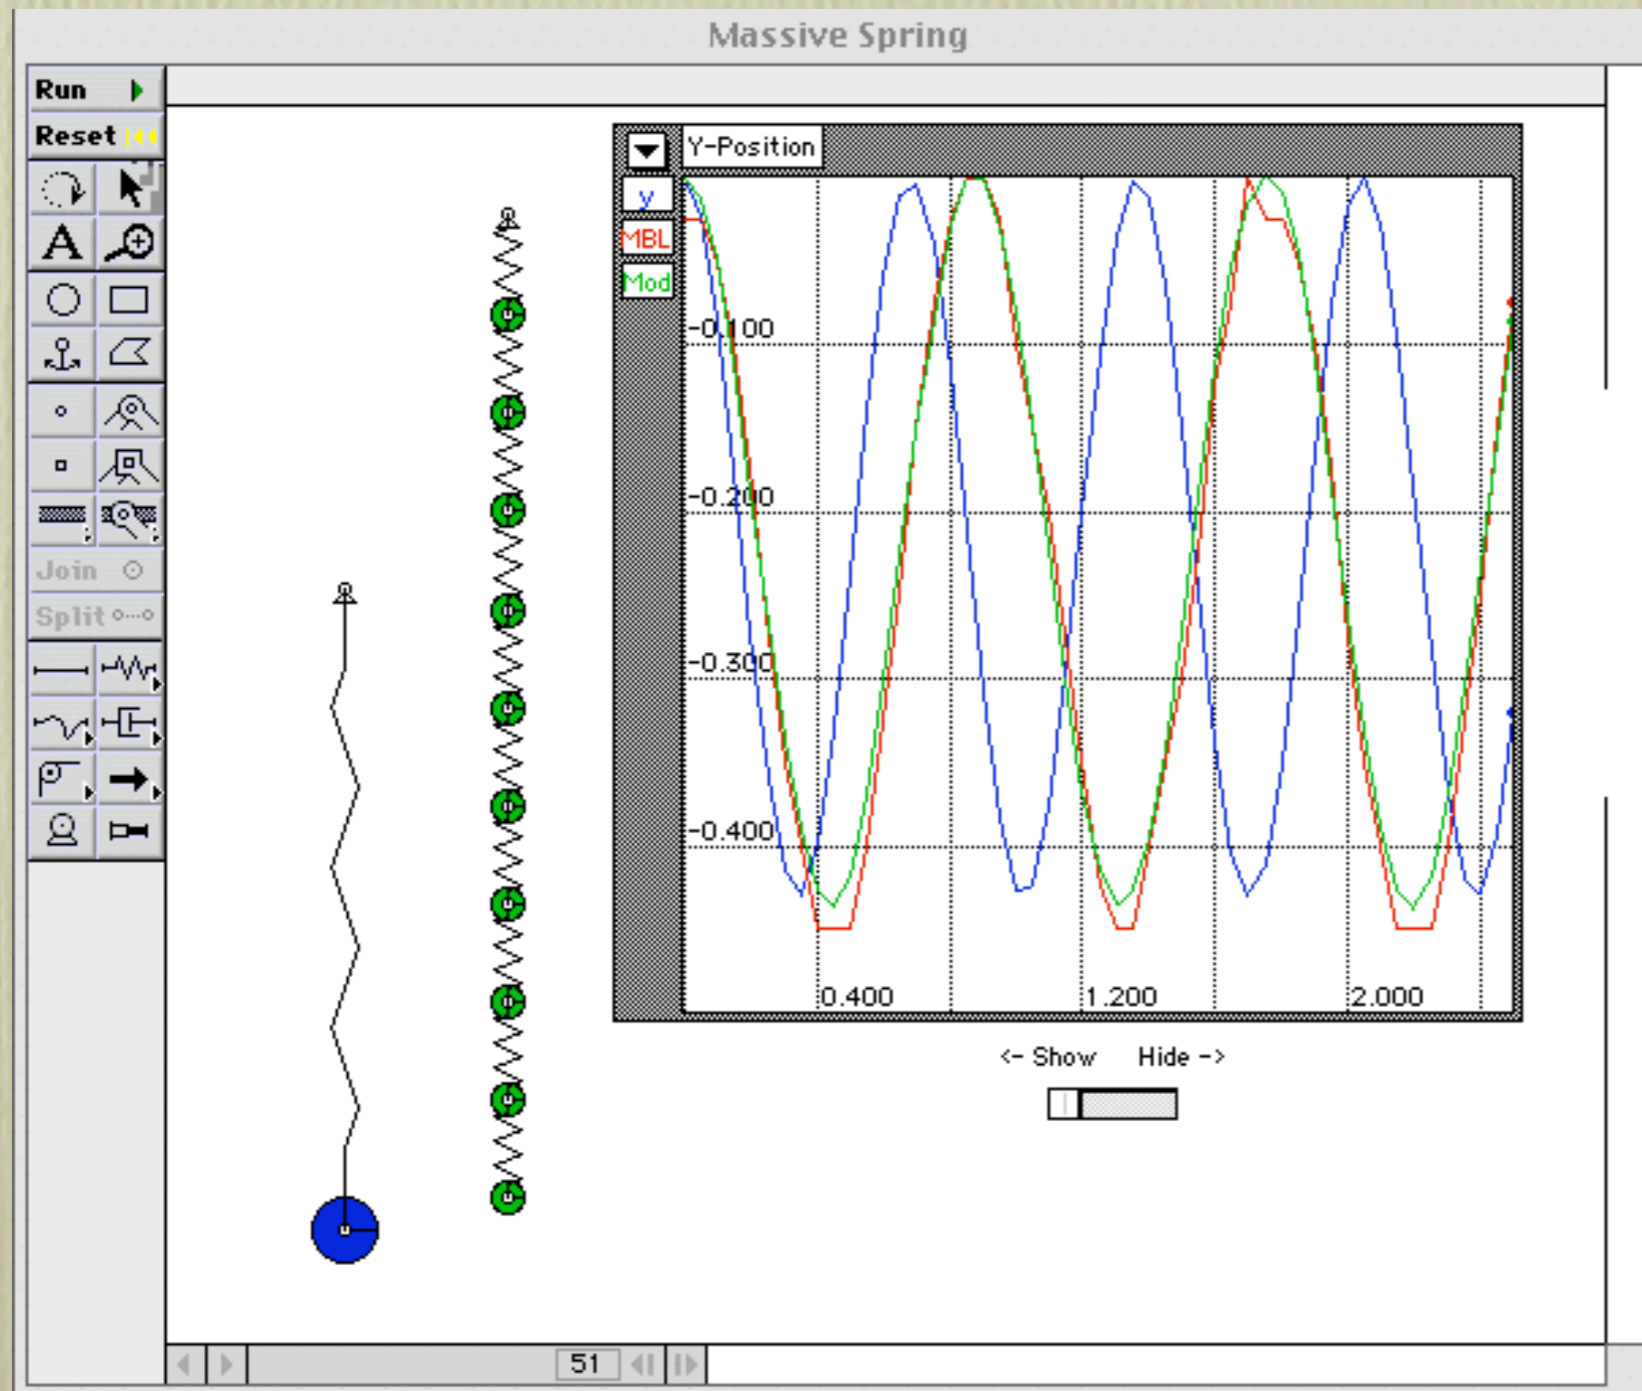 Massive Spring
Run
Reset
A
Join
Split
Y-Position
y
MBL
Mod
-0.100
-0.200
-0.300
-0.400
0.400
1.200
2.000
<- Show
Hide ->
51